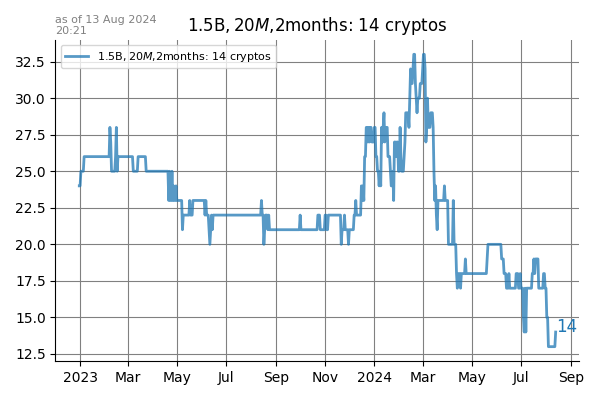 as of 13 Aug 2024
20:21
1.5B, 20M,2months: 14 cryptos
1.5B, 20M,2months: 14 cryptos
32.5
30.0
27.5
25.0
22.5
20.0
17.5
15.0
12.5
14
2023 Mar May Jul Sep Nov 2024 Mar May Jul Sep